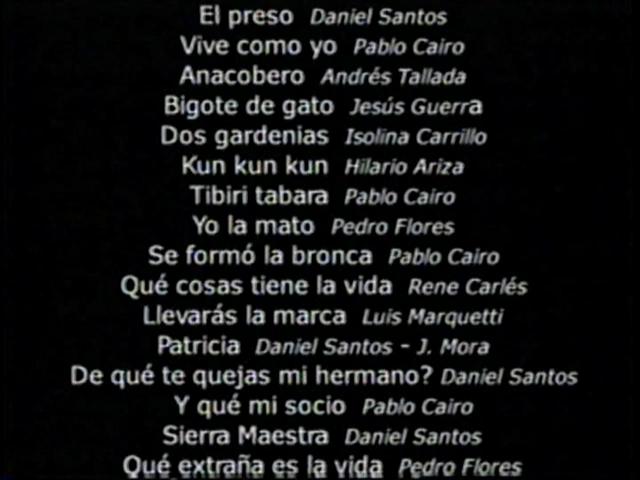 El preso Daniel Santos
Vive como yo Pablo Cairo
Anacobero Andrés Tallada
Bigote de gato Jesús Guerra
Dos gardenias Isolina Carrillo
Kun kun kun Hilario Ariza
Tibiri tabara Pablo Cairo
Yo la mato Pedro Flores
Se formó la bronca Pablo Cairo
Qué cosas tiene la vida Rene Carlés
Llevarás la marca Luis Marquetti
Patricia Daniel Santos - J. Mora
De qué te quejas mi hermano? Daniel Santos
Y qué mi socio Pablo Cairo
Sierra Maestra Daniel Santos
Qué extraña es la vida Pedro Flores